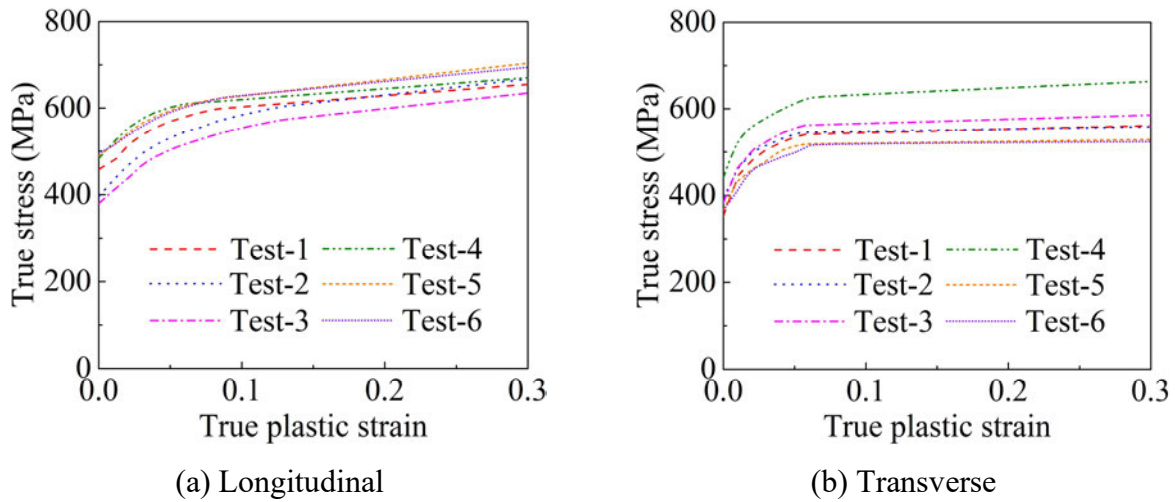 800
600
400
200
0
True stress (MPa)
Test-1 Test-4
Test-2 Test-5
Test-3 Test-6
0.0 0.1 0.2 0.3
True plastic strain
(a) Longitudinal
800
600
400
200
0
True stress (MPa)
Test-1 Test-4
Test-2 Test-5
Test-3 Test-6
0.0 0.1 0.2 0.3
True plastic strain
(b) Transverse